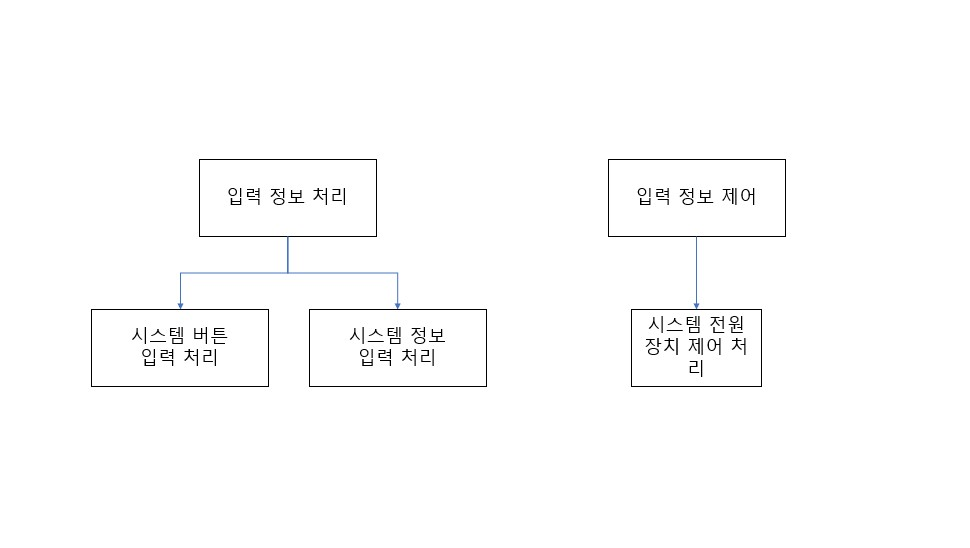 입력 정보 처리
입력 정보 제어
시스템 버튼
입력 처리
시스템 정보
입력 처리
시스템 전원
장치 제어 처
리